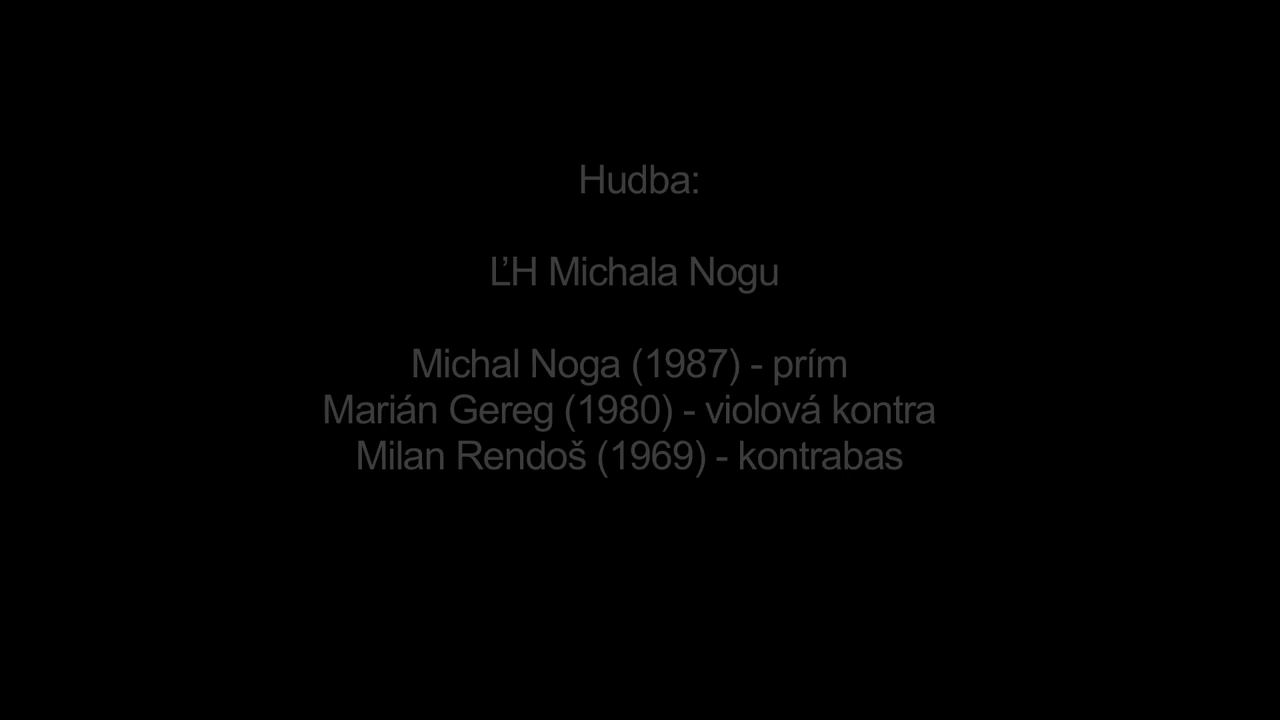 Hudba:
ĽH Michala Nogu
Michal Noga (1987) - prím
Marián Gereg (1980) - violová kontra
Milan Rendoš (1969) - kontrabas